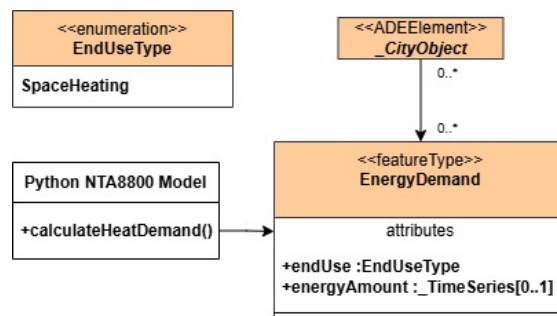 <<enumeration>>
EndUseType
SpaceHeating
<<ADEElement>>
_CityObject
0..*
0..*
Python NTA8800 Model
+calculateHeatDemand()
<<featureType>>
EnergyDemand
attributes
+endUse :EndUseType
+energyAmount :_TimeSeries[0..1]